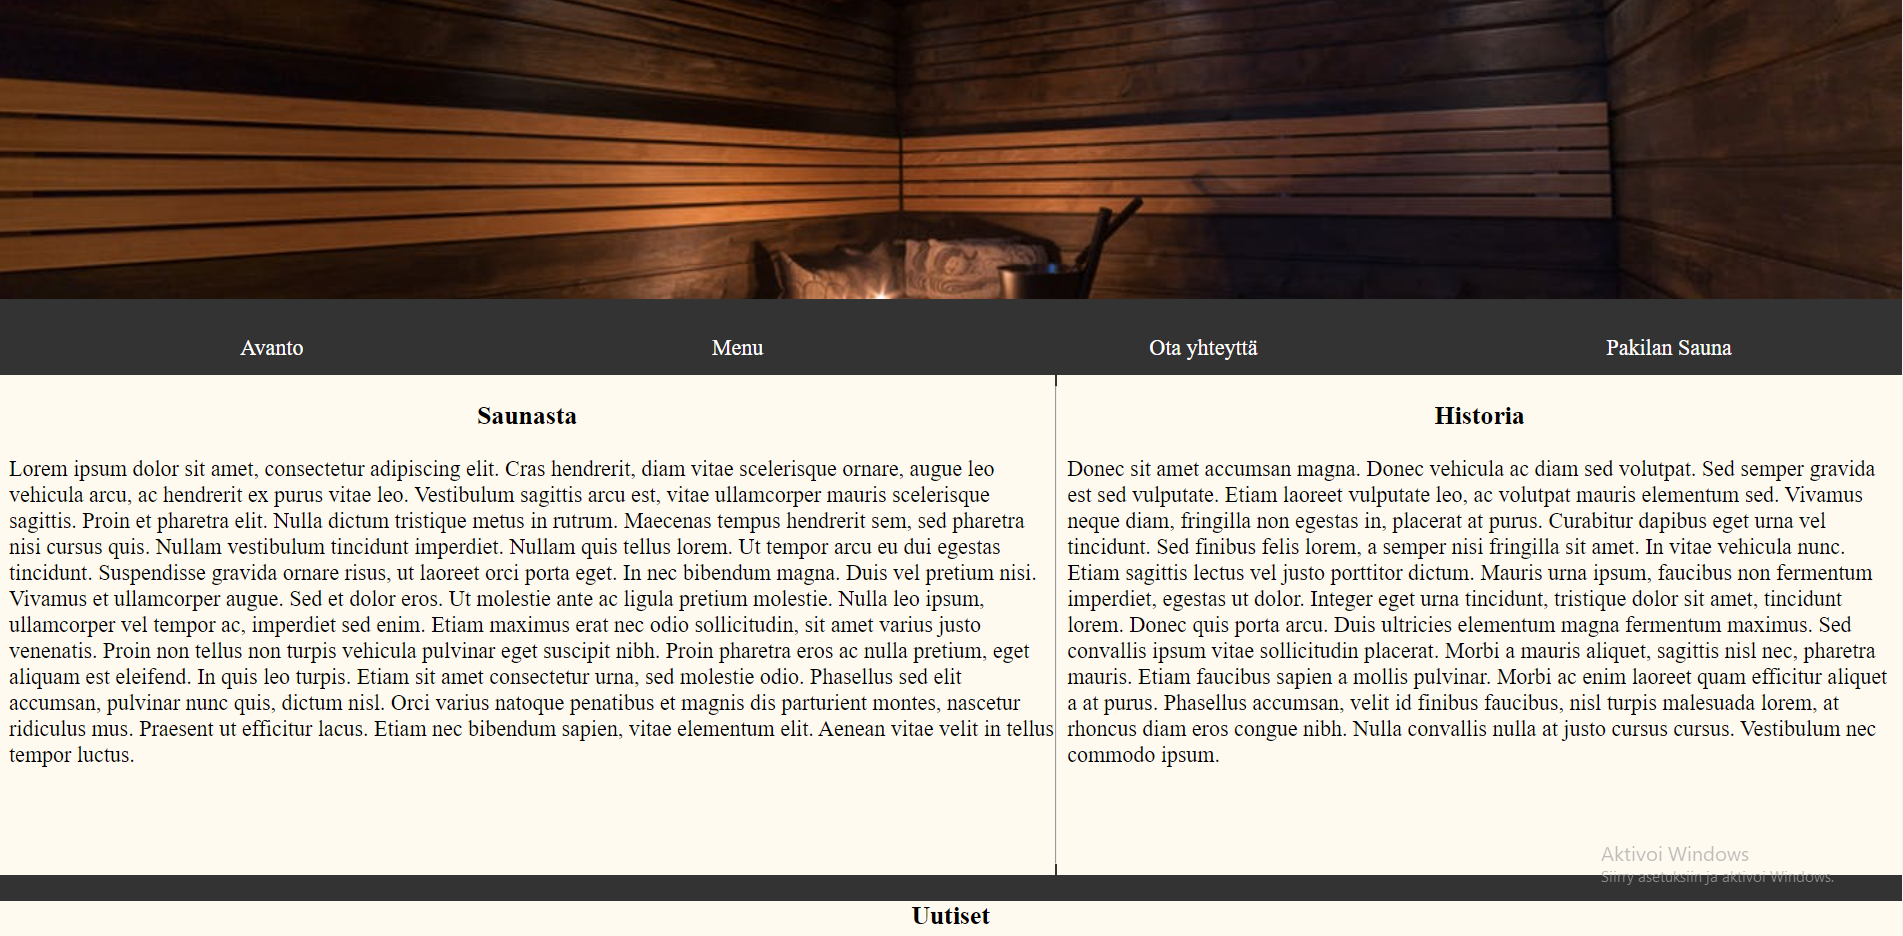 Avanto
Menu
Ota yhteyttä
Pakilan Sauna
Saunasta
Lorem ipsum dolor sit amet, consectetur adipiscing elit. Cras hendrerit, diam vitae scelerisque ornare, augue leo
vehicula arcu, ac hendrerit ex purus vitae leo. Vestibulum sagittis arcu est, vitae ullamcorper mauris scelerisque
sagittis. Proin et pharetra elit. Nulla dictum tristique metus in rutrum. Maecenas tempus hendrerit sem, sed pharetra
nisi cursus quis. Nullam vestibulum tincidunt imperdiet. Nullam quis tellus lorem. Ut tempor arcu eu dui egestas
tincidunt. Suspendisse gravida ornare risus, ut laoreet orci porta eget. In nec bibendum magna. Duis vel pretium nisi.
Vivamus et ullamcorper augue. Sed et dolor eros. Ut molestie ante ac ligula pretium molestie. Nulla leo ipsum,
ullamcorper vel tempor ac, imperdiet sed enim. Etiam maximus erat nec odio sollicitudin, sit amet varius justo
venenatis. Proin non tellus non turpis vehicula pulvinar eget suscipit nibh. Proin pharetra eros ac nulla pretium, eget
aliquam est eleifend. In quis leo turpis. Etiam sit amet consectetur urna, sed molestie odio. Phasellus sed elit
accumsan, pulvinar nunc quis, dictum nisl. Orci varius natoque penatibus et magnis dis parturient montes, nascetur
ridiculus mus. Praesent ut efficitur lacus. Etiam nec bibendum sapien, vitae elementum elit. Aenean vitae velit in tellus
tempor luctus.
Historia
Donec sit amet accumsan magna. Donec vehicula ac diam sed volutpat. Sed semper gravida
est sed vulputate. Etiam laoreet vulputate leo, ac volutpat mauris elementum sed. Vivamus
neque diam, fringilla non egestas in, placerat at purus. Curabitur dapibus eget urna vel
tincidunt. Sed finibus felis lorem, a semper nisi fringilla sit amet. In vitae vehicula nunc.
Etiam sagittis lectus vel justo porttitor dictum. Mauris urna ipsum, faucibus non fermentum
imperdiet, egestas ut dolor. Integer eget urna tincidunt, tristique dolor sit amet, tincidunt
lorem. Donec quis porta arcu. Duis ultricies elementum magna fermentum maximus. Sed
convallis ipsum vitae sollicitudin placerat. Morbi a mauris aliquet, sagittis nisl nec, pharetra
mauris. Etiam faucibus sapien a mollis pulvinar. Morbi ac enim laoreet quam efficitur aliquet
a at purus. Phasellus accumsan, velit id finibus faucibus, nisl turpis malesuada lorem, at
rhoncus diam eros congue nibh. Nulla convallis nulla at justo cursus cursus. Vestibulum nec
commodo ipsum.
Aktivoi Windows
Siirry asetuksiin ja aktivoi Windows.
Uutiset